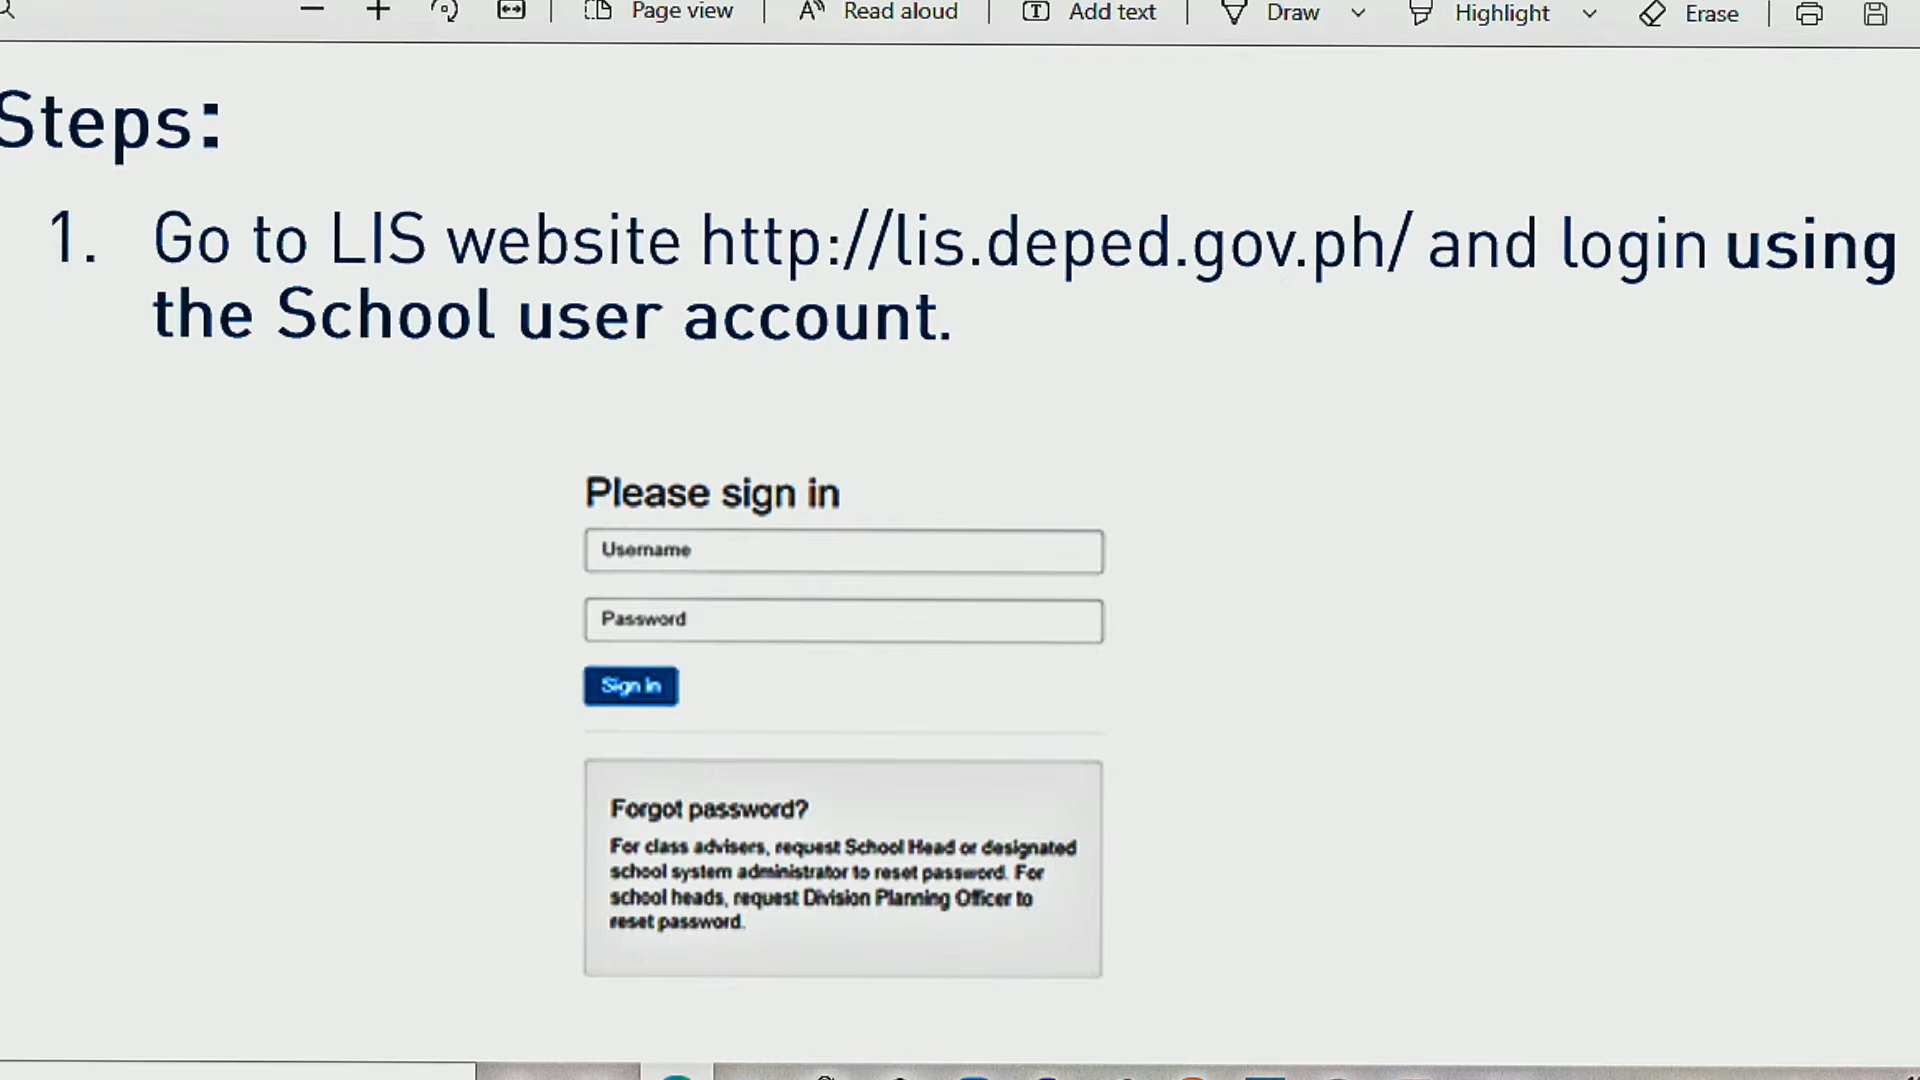 Page view | Read aloud | Add text | Draw | Highlight | Erase
Steps:
1. Go to LIS website http://lis.deped.gov.ph/ and login using
the School user account.
Please sign in
Username
Password
Sign in
Forgot password?
For class advisers, request School Head or designated
school system administrator to reset password. For
school heads, request Division Planning Officer to
reset password.